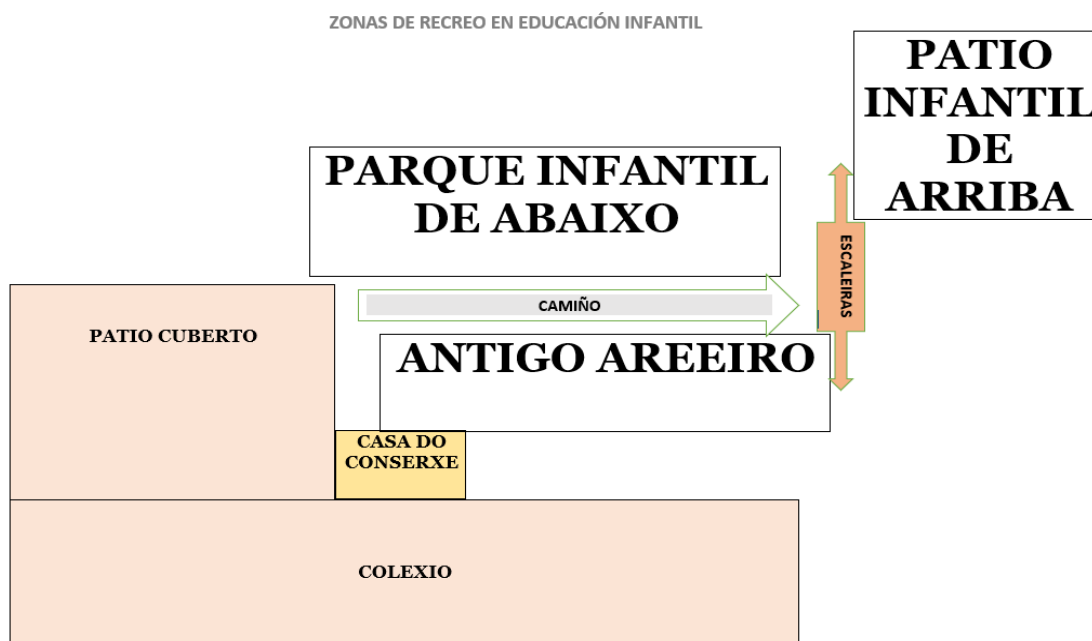 ZONAS DE RECREO EN EDUCACIÓN INFANTIL
PATIO
INFANTIL
DE
ARRIBA
PARQUE INFANTIL
DE ABAIXO
ESCALEIRAS
CAMIÑO
PATIO CUBERTO
ANTIGO AREEIRO
CASA DO
CONSERXE
COLEXIO